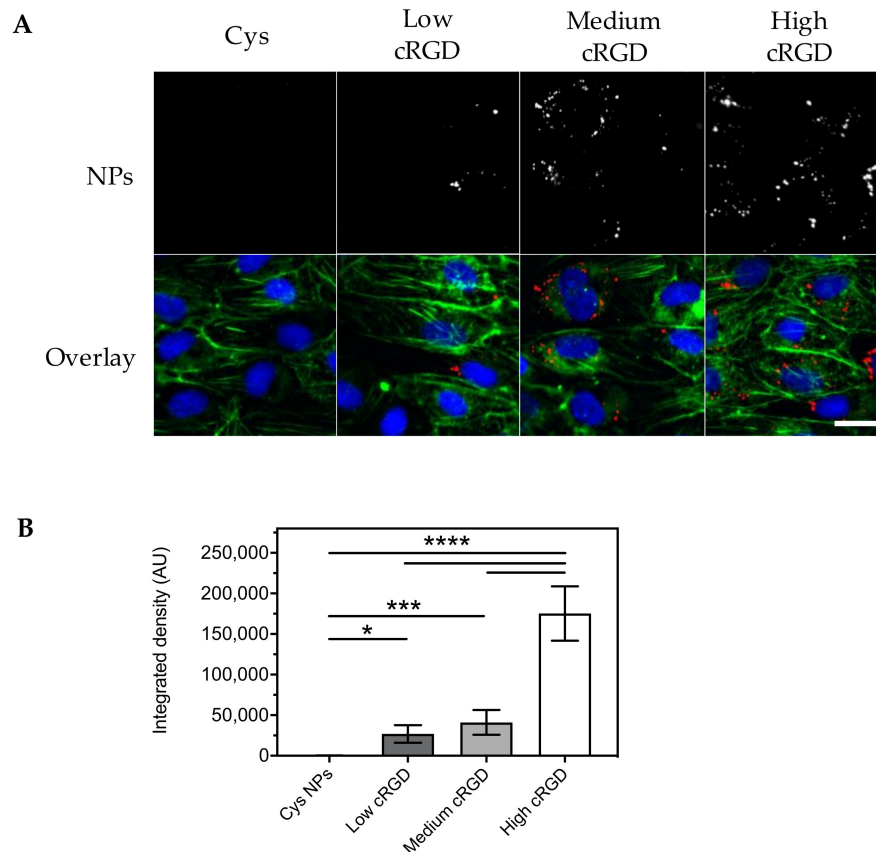 A
Cys
Low
cRGD
Medium
cRGD
High
cRGD
NPs
Overlay
B
Integrated density (AU)
250,000
200,000
150,000
100,000
50,000
0
****
***
*
Cys NPs
Low cRGD
Medium cRGD
High cRGD